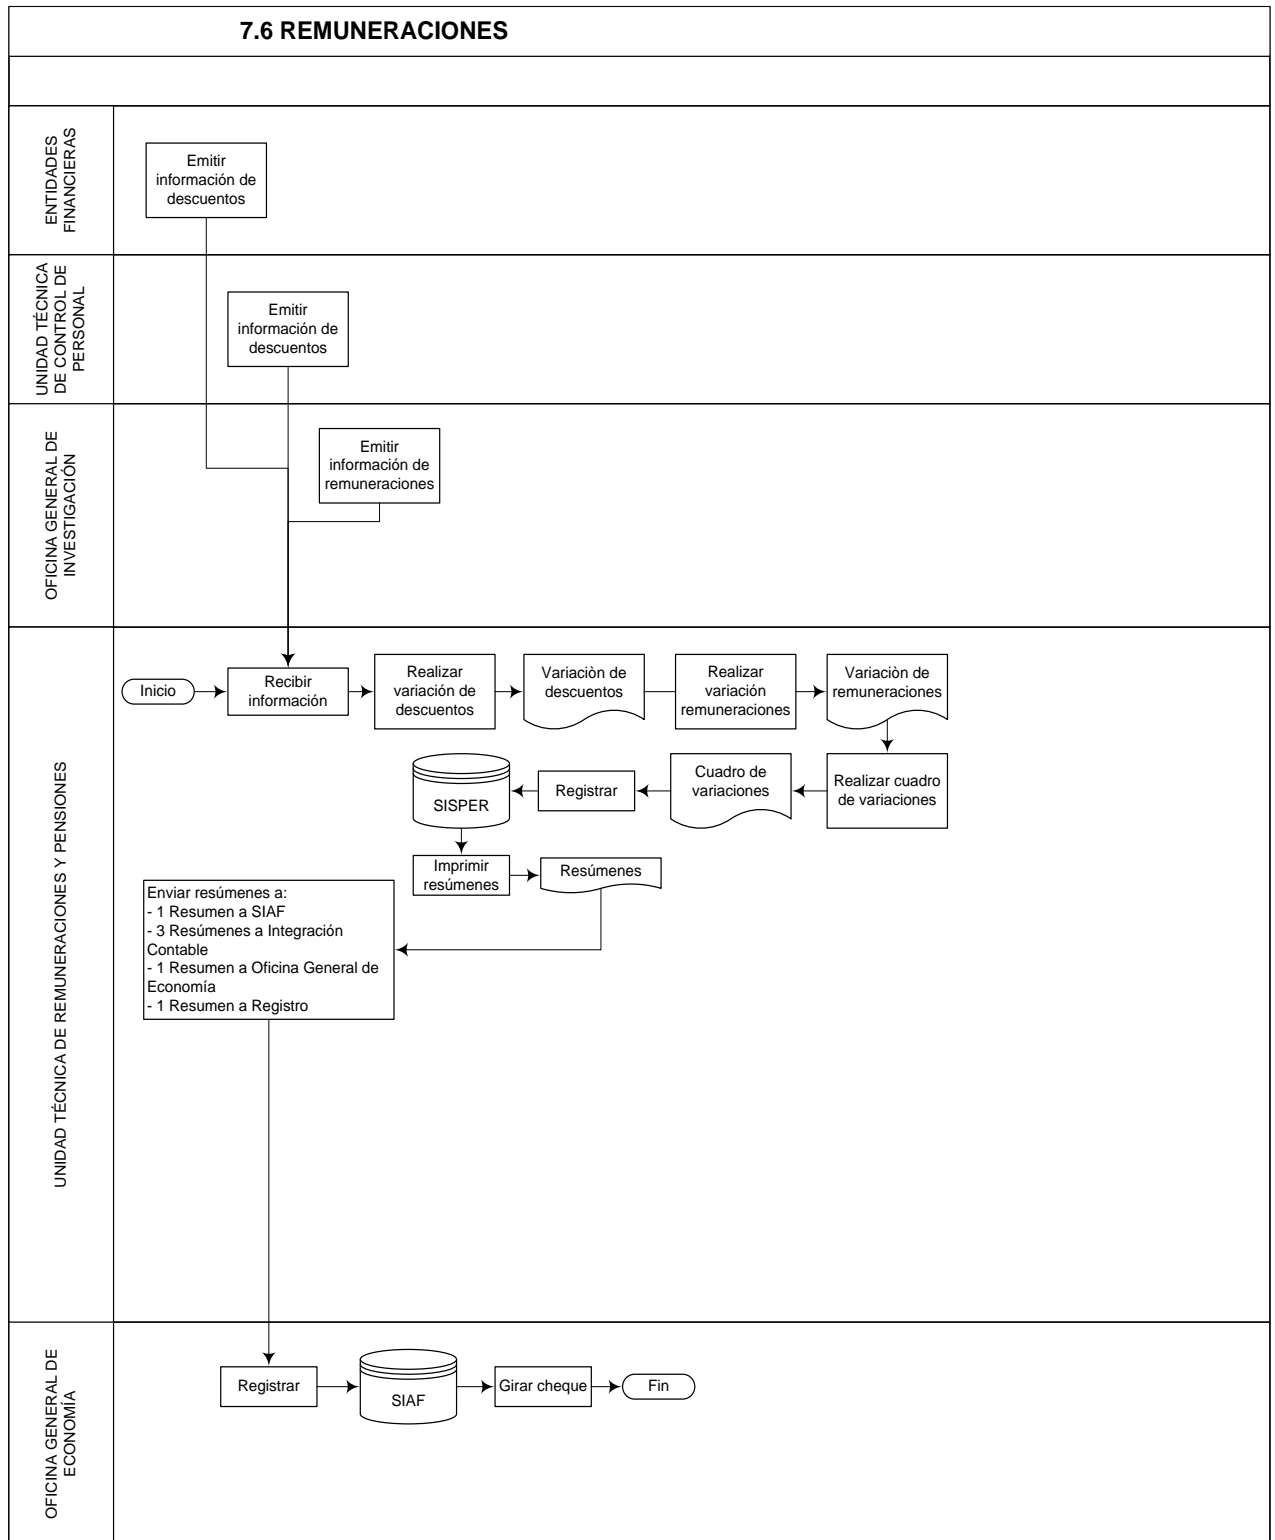 7.6 REMUNERACIONES
ENTIDADES
FINANCIERAS
Emitir
información de
descuentos
UNIDAD TÉCNICA
DE CONTROL DE
PERSONAL
Emitir
información de
descuentos
OFICINA GENERAL DE
INVESTIGACIÓN
Emitir
información de
remuneraciones
UNIDAD TÉCNICA DE REMUNERACIONES Y PENSIONES
Inicio
Recibir
información
Realizar
variación de
descuentos
Variaciòn de
descuentos
Realizar
variación
remuneraciones
Variaciòn de
remuneraciones
Realizar cuadro
de variaciones
Cuadro de
variaciones
Registrar
SISPER
Imprimir
resúmenes
Resúmenes
Enviar resúmenes a:
- 1 Resumen a SIAF
- 3 Resúmenes a Integración
Contable
- 1 Resumen a Oficina General de
Economía
- 1 Resumen a Registro
OFICINA GENERAL DE
ECONOMÍA
Registrar
SIAF
Girar cheque
Fin